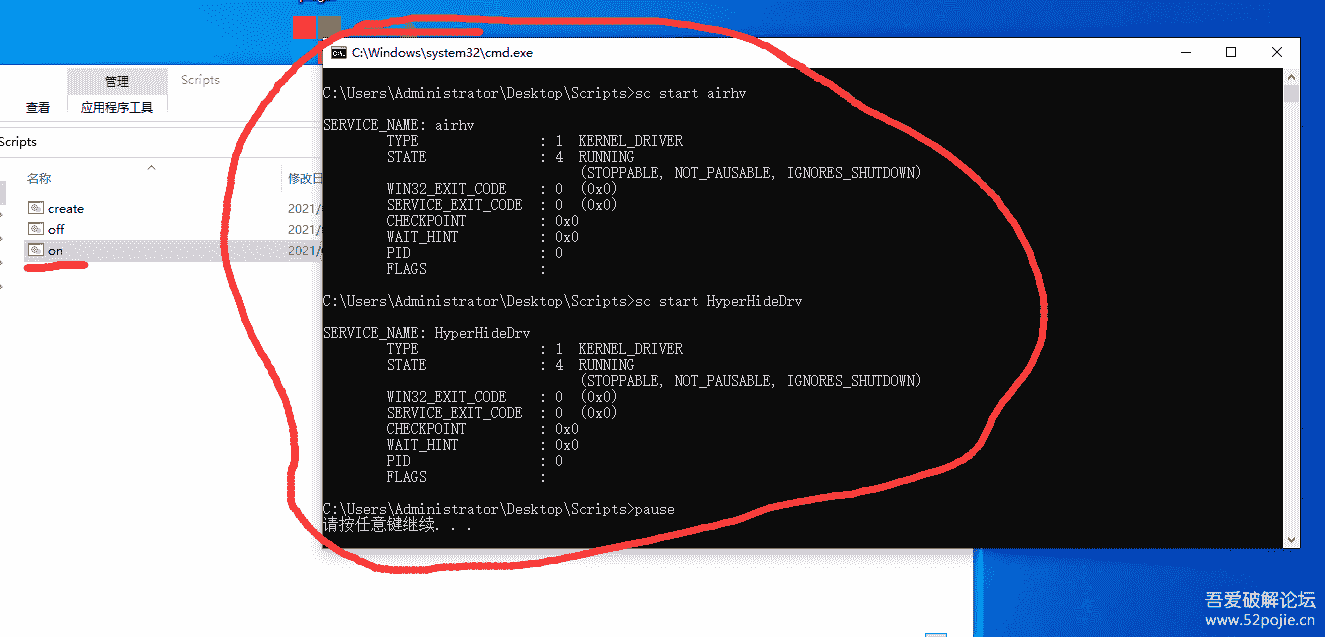 C:\Windows\system32\cmd.exe
管理
Scripts
查看
应用程序工具
Scripts
名称
修改日
create
2021/
off
2021/
on
2021/
C:\Users\Administrator\Desktop\Scripts>sc start airhv
SERVICE_NAME: airhv
TYPE : 1 KERNEL_DRIVER
STATE : 4 RUNNING
(STOPPABLE, NOT_PAUSABLE, IGNORES_SHUTDOWN)
WIN32_EXIT_CODE : 0 (0x0)
SERVICE_EXIT_CODE : 0 (0x0)
CHECKPOINT : 0x0
WAIT_HINT : 0x0
PID : 0
FLAGS :
C:\Users\Administrator\Desktop\Scripts>sc start HyperHideDrv
SERVICE_NAME: HyperHideDrv
TYPE : 1 KERNEL_DRIVER
STATE : 4 RUNNING
(STOPPABLE, NOT_PAUSABLE, IGNORES_SHUTDOWN)
WIN32_EXIT_CODE : 0 (0x0)
SERVICE_EXIT_CODE : 0 (0x0)
CHECKPOINT : 0x0
WAIT_HINT : 0x0
PID : 0
FLAGS :
C:\Users\Administrator\Desktop\Scripts>pause
请按任意键继续. . .
吾爱破解论坛
www.52pojie.cn